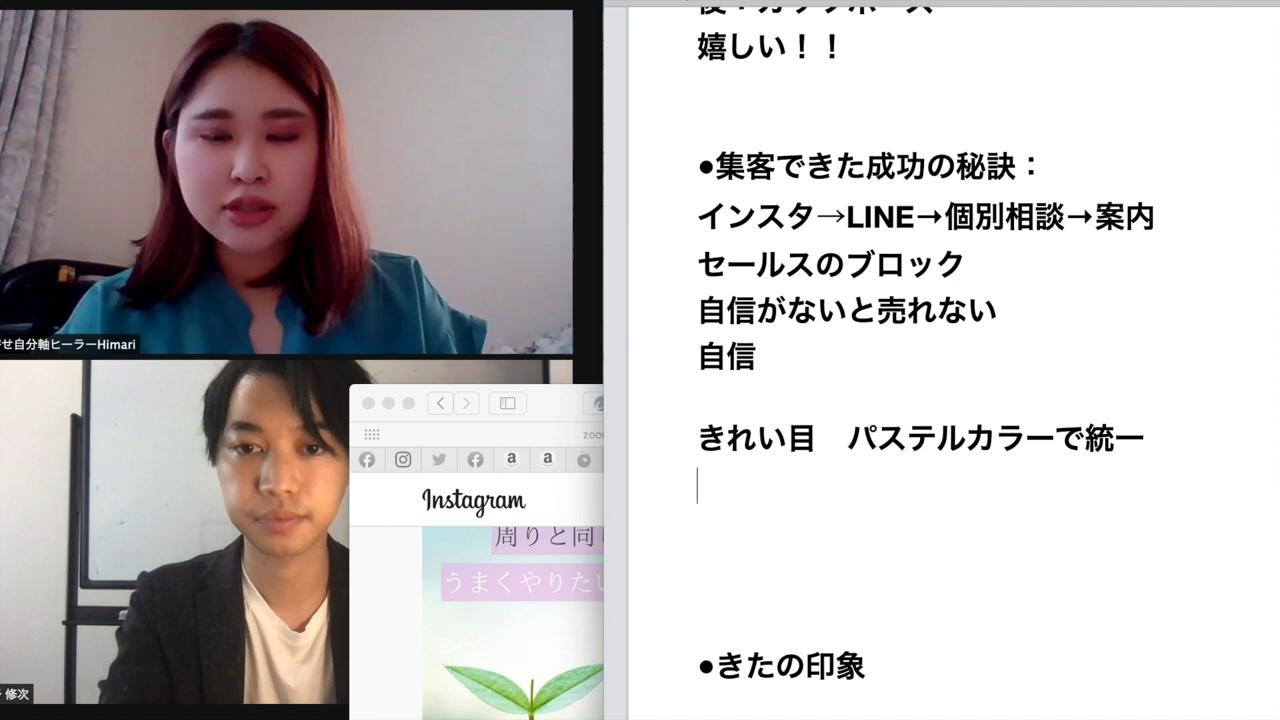 嬉しい！！
●集客できた成功の秘訣：
インスタ→LINE→個別相談→案内
セールスのブロック
自信がないと売れない
自信
きれい目　パステルカラーで統一
●きたの印象
せ自分軸ヒーラーHimari
修次
zoo
Instagram
周りと同じ
うまくやりたい